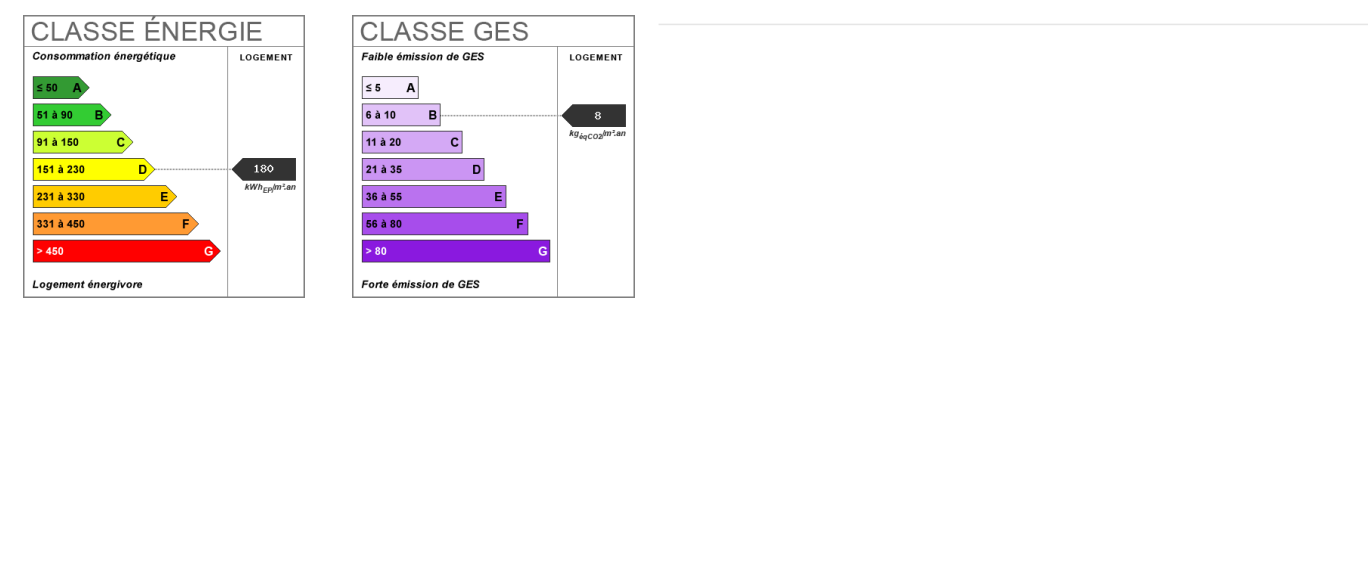 CLASSE ÉNERGIE
Consommation énergétique LOGEMENT
≤ 50 A
51 à 90 B
91 à 150 C
151 à 230 D 180
kWhEP/m².an
231 à 330 E
331 à 450 F
> 450 G
Logement énergivore
CLASSE GES
Faible émission de GES LOGEMENT
≤ 5 A
6 à 10 B 8
kgéqCO2/m².an
11 à 20 C
21 à 35 D
36 à 55 E
56 à 80 F
> 80 G
Forte émission de GES